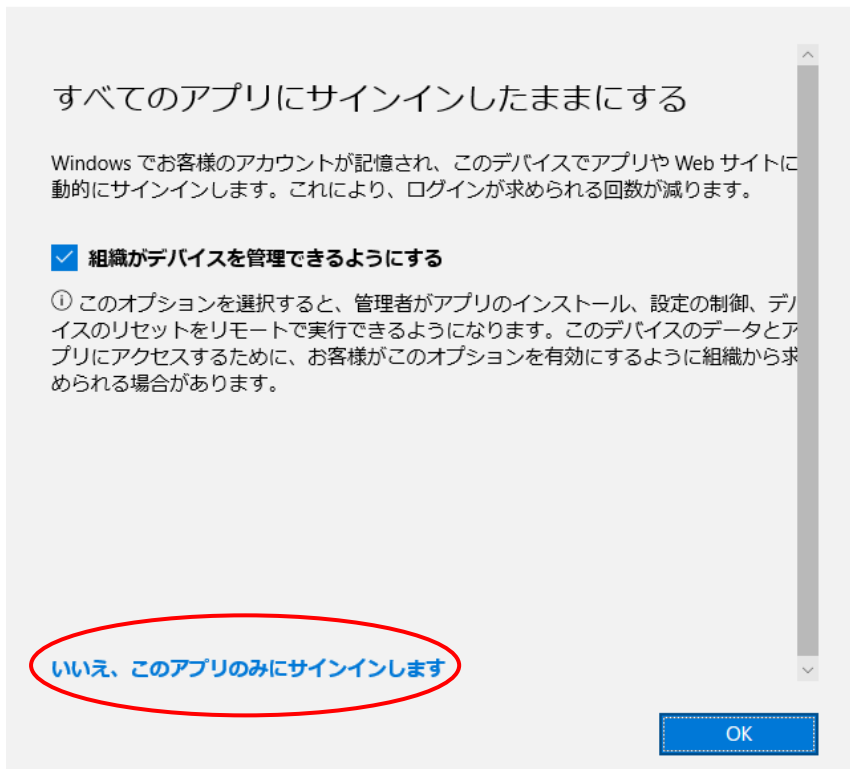 すべてのアプリにサインインしたままにする
Windows でお客様のアカウントが記憶され、このデバイスでアプリや Web サイトに
動的にサインインします。これにより、ログインが求められる回数が減ります。
組織がデバイスを管理できるようにする
ⓘ このオプションを選択すると、管理者がアプリのインストール、設定の制御、デバ
イスのリセットをリモートで実行できるようになります。このデバイスのデータとア
プリにアクセスするために、お客様がこのオプションを有効にするように組織から求
められる場合があります。
いいえ、このアプリのみにサインインします
OK